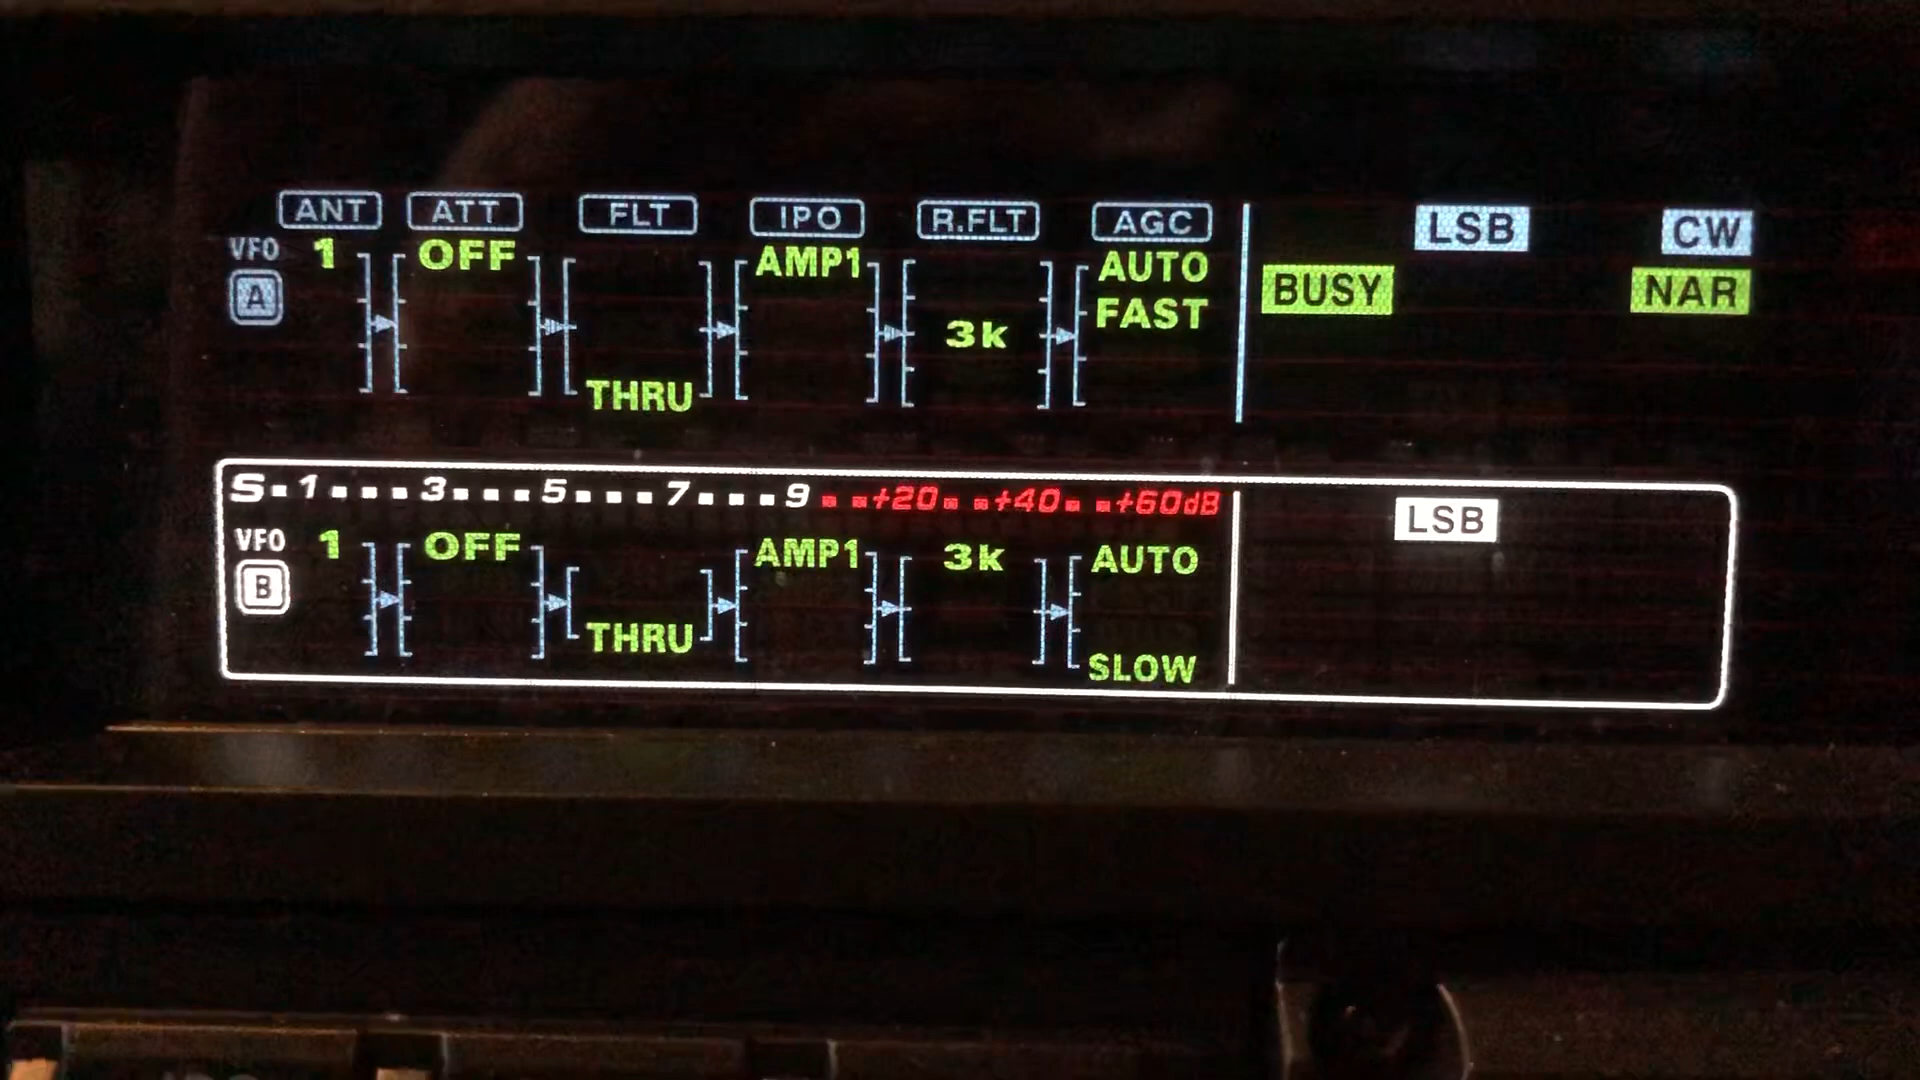 ANT ATT FLT IPO R.FLT AGC LSB CW
VFO 1 OFF AMP1 AUTO BUSY NAR
A 3k FAST
THRU
S 1 3 5 7 9 +20 +40 +60dB LSB
VFO 1 OFF AMP1 3k AUTO
B
THRU SLOW